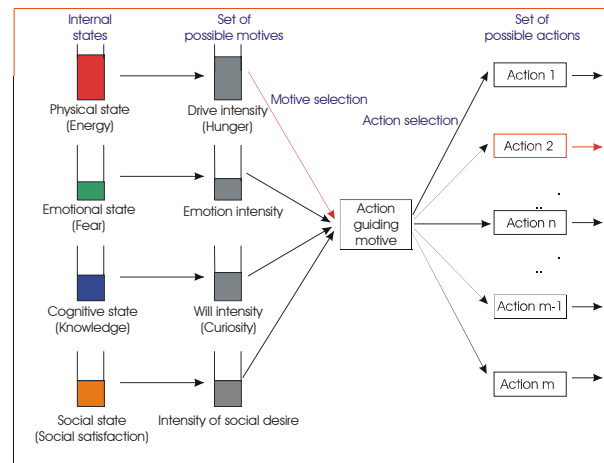 Internal
states
Set of
possible motives
Set of
possible actions
Physical state
(Energy)
Drive intensity
(Hunger)
Motive selection
Action selection
Action 1
Action 2
Emotional state
(Fear)
Emotion intensity
Action
guiding
motive
Action n
Cognitive state
(Knowledge)
Will intensity
(Curiosity)
Action m-1
Action m
Social state
(Social satisfaction)
Intensity of social desire